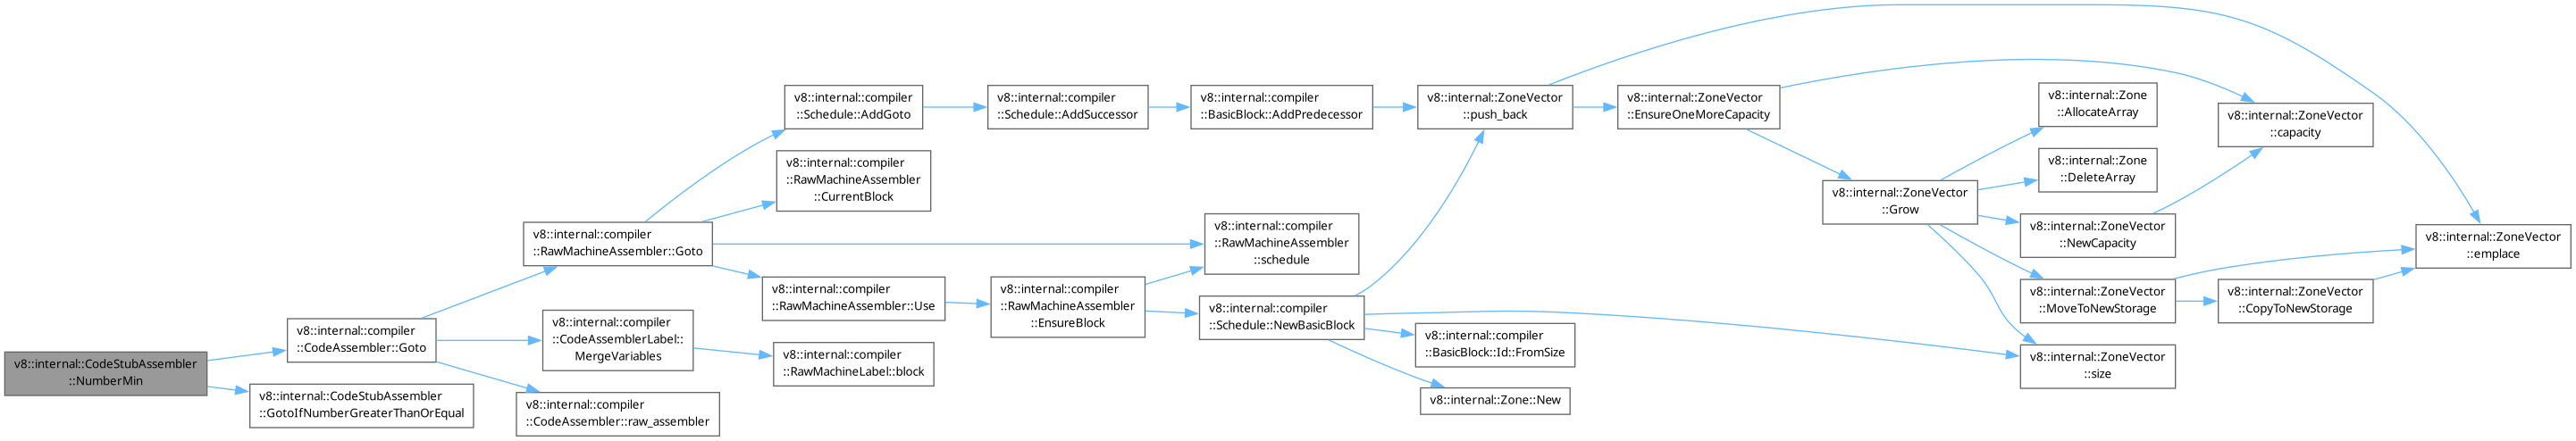 v8::internal::CodeStubAssembler
::NumberMin
v8::internal::compiler
::CodeAssembler::Goto
v8::internal::CodeStubAssembler
::GotoIfNumberGreaterThanOrEqual
v8::internal::compiler
::RawMachineAssembler::Goto
v8::internal::compiler
::CodeAssemblerLabel::
MergeVariables
v8::internal::compiler
::CodeAssembler::raw_assembler
v8::internal::compiler
::Schedule::AddGoto
v8::internal::compiler
::RawMachineAssembler
::CurrentBlock
v8::internal::compiler
::RawMachineAssembler::Use
v8::internal::compiler
::RawMachineLabel::block
v8::internal::compiler
::Schedule::AddSuccessor
v8::internal::compiler
::RawMachineAssembler
::EnsureBlock
v8::internal::compiler
::BasicBlock::AddPredecessor
v8::internal::compiler
::RawMachineAssembler
::schedule
v8::internal::compiler
::Schedule::NewBasicBlock
v8::internal::ZoneVector
::push_back
v8::internal::compiler
::BasicBlock::Id::FromSize
v8::internal::Zone::New
v8::internal::ZoneVector
::EnsureOneMoreCapacity
v8::internal::ZoneVector
::Grow
v8::internal::Zone
::AllocateArray
v8::internal::Zone
::DeleteArray
v8::internal::ZoneVector
::NewCapacity
v8::internal::ZoneVector
::MoveToNewStorage
v8::internal::ZoneVector
::size
v8::internal::ZoneVector
::capacity
v8::internal::ZoneVector
::CopyToNewStorage
v8::internal::ZoneVector
::emplace